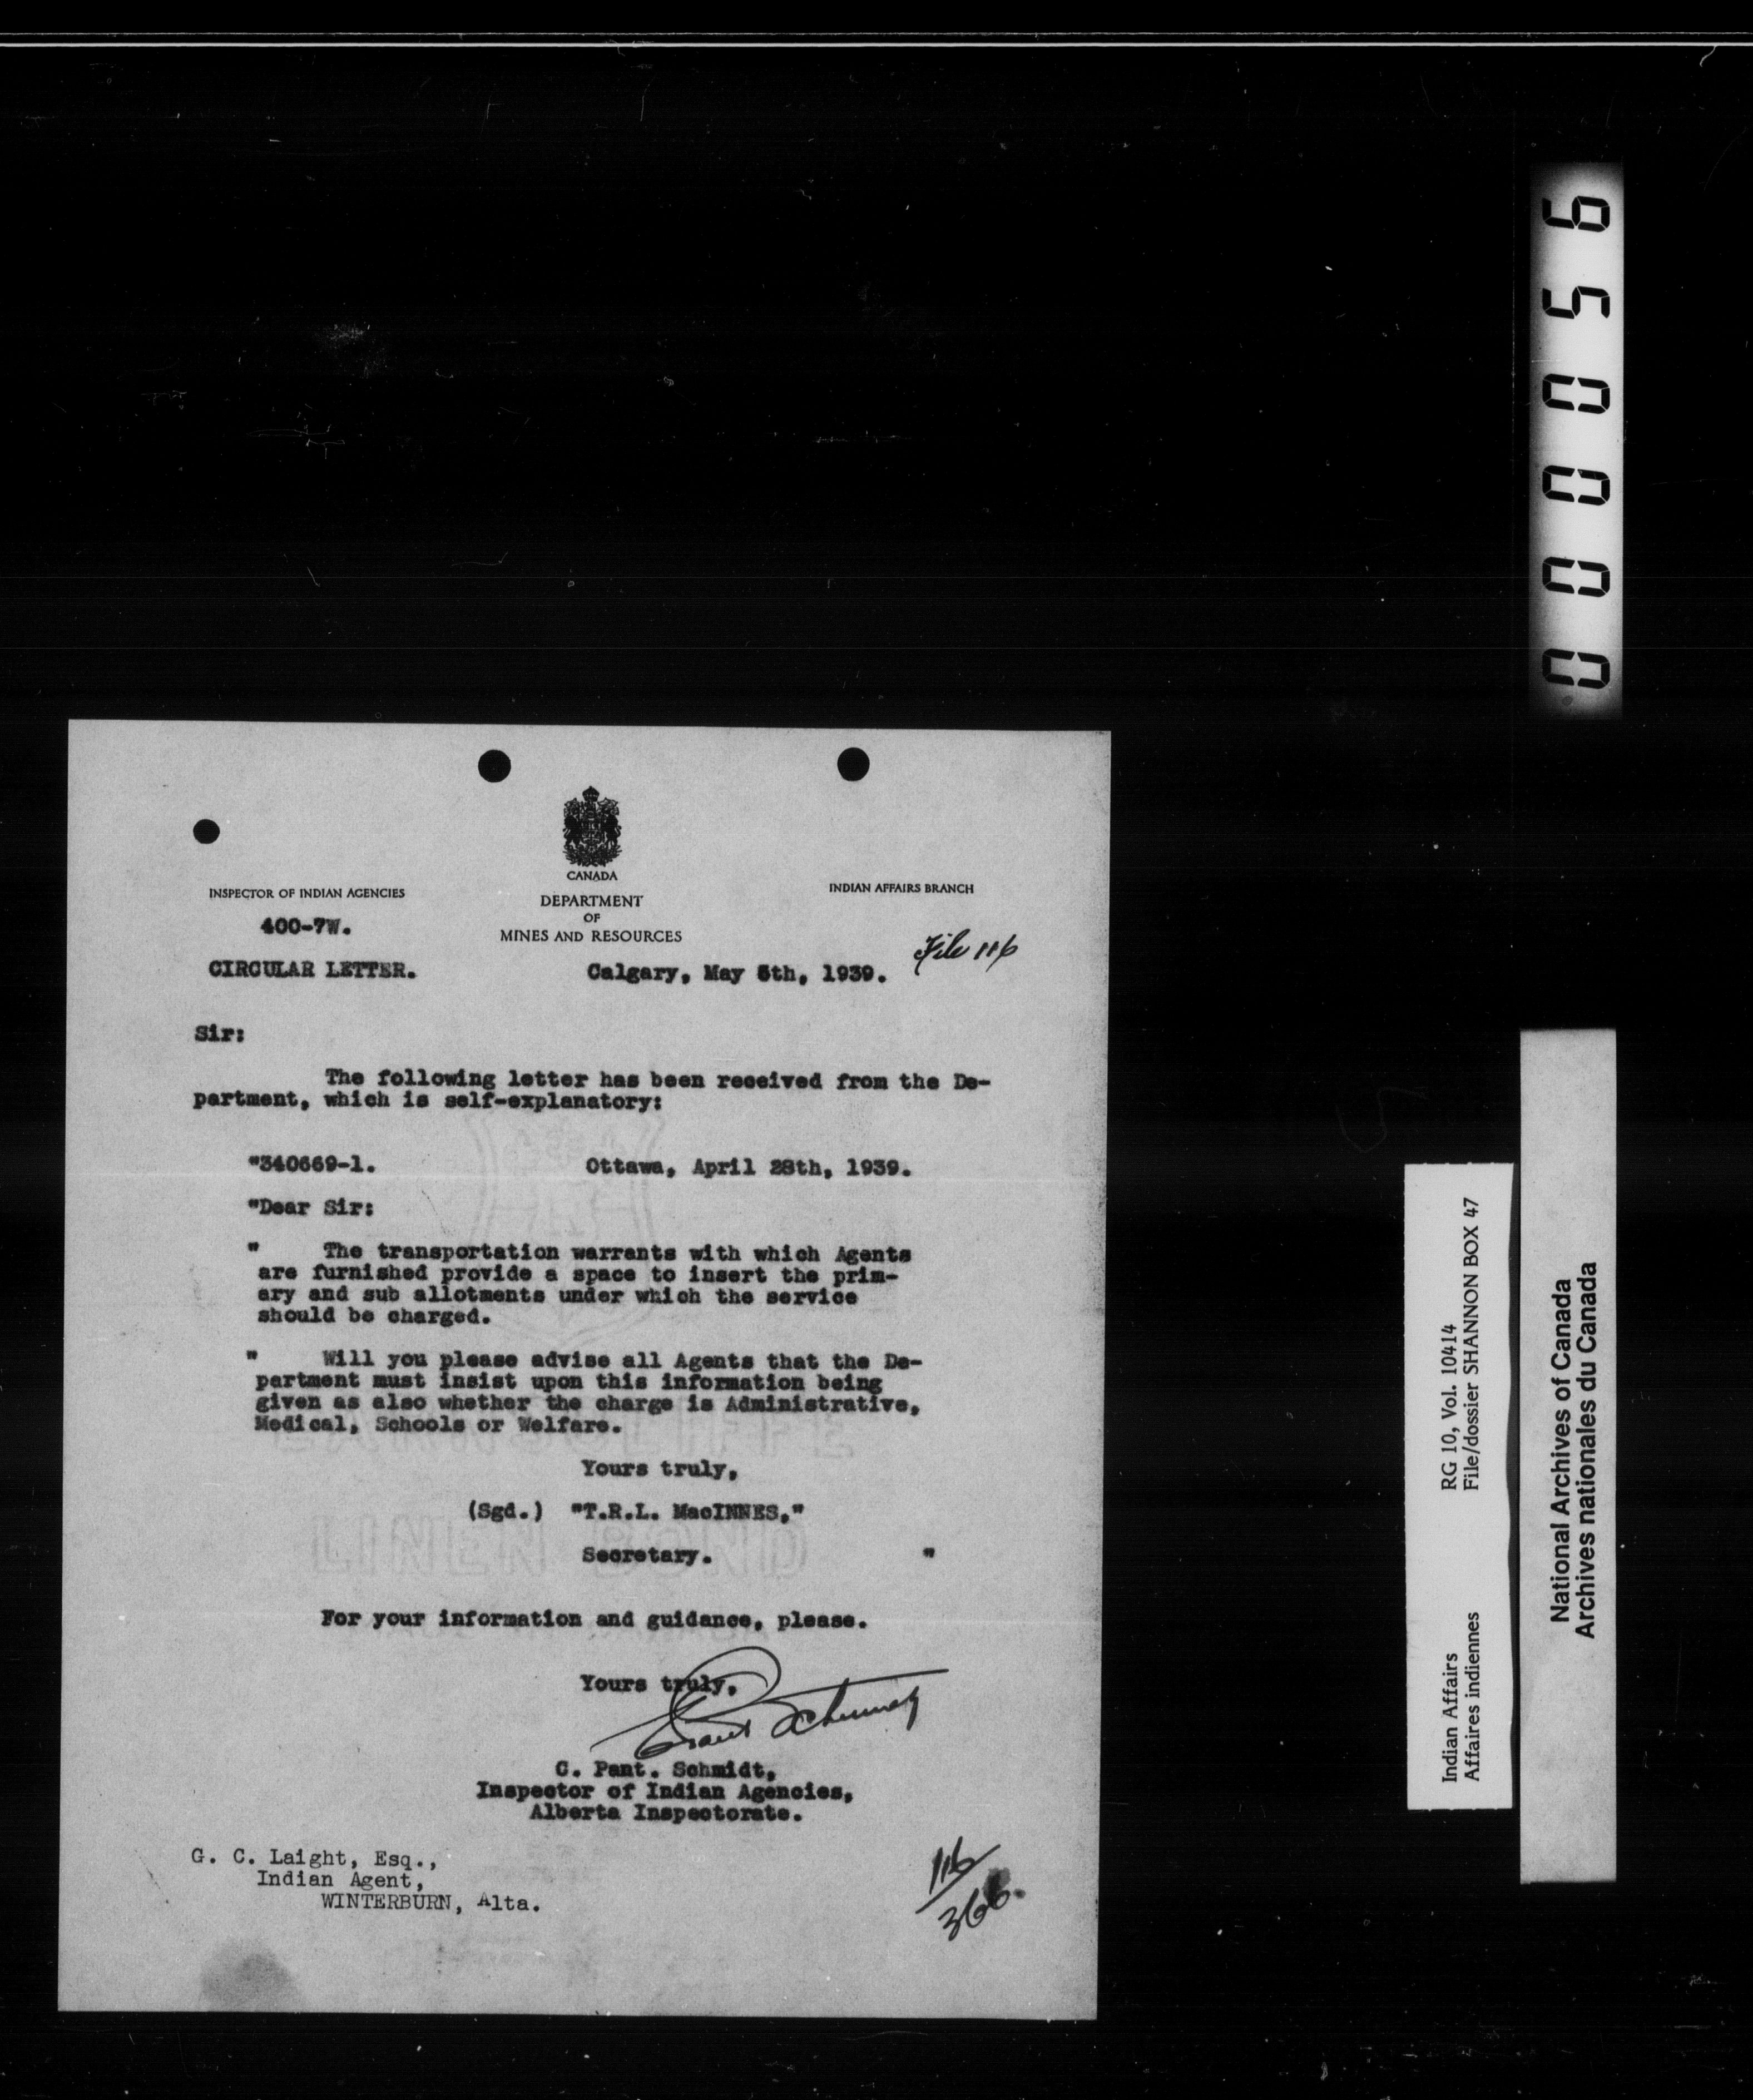 000056
CANADA
INSPECTOR OF INDIAN AGENCIES
INDIAN AFFAIRS BRANCH
DEPARTMENT
OF
MINES AND RESOURCES
400-7W.
File 116
CIRCULAR LETTER.
Calgary, May 5th, 1939.
Sir:
The following letter has been received from the De-
partment, which is self-explanatory:
"340669-1.
Ottawa, April 28th, 1939.
"Dear Sir:
" The transportation warrants with which Agents
are furnished provide a space to insert the prim-
ary and sub allotments under which the service
should be charged.
" Will you please advise all Agents that the De-
partment must insist upon this information being
given as also whether the charge is Administrative,
Medical, Schools or Welfare.
Yours truly,
(Sgd.) "T.R.L. MacINNES,"
Secretary. "
For your information and guidance, please.
Yours truly,
C. Pant. Schmidt,
Inspector of Indian Agencies,
Alberta Inspectorate.
G. C. Laight, Esq.,
Indian Agent,
WINTERBURN, Alta.
116
366.
LINEN BOND
Indian Affairs RG 10, Vol. 10414
Affaires indiennes File/dossier SHANNON BOX 47
National Archives of Canada
Archives nationales du Canada